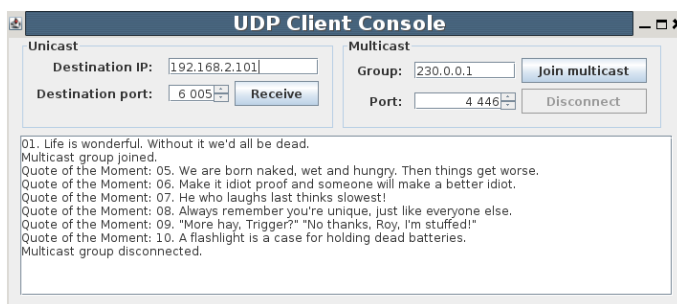 UDP Client Console
Unicast
Destination IP: 192.168.2.101
Destination port: 6 005 Receive
Multicast
Group: 230.0.0.1 Join multicast
Port: 4 446 Disconnect
01. Life is wonderful. Without it we'd all be dead.
Multicast group joined.
Quote of the Moment: 05. We are born naked, wet and hungry. Then things get worse.
Quote of the Moment: 06. Make it idiot proof and someone will make a better idiot.
Quote of the Moment: 07. He who laughs last thinks slowest!
Quote of the Moment: 08. Always remember you're unique, just like everyone else.
Quote of the Moment: 09. "More hay, Trigger?" "No thanks, Roy, I'm stuffed!"
Quote of the Moment: 10. A flashlight is a case for holding dead batteries.
Multicast group disconnected.